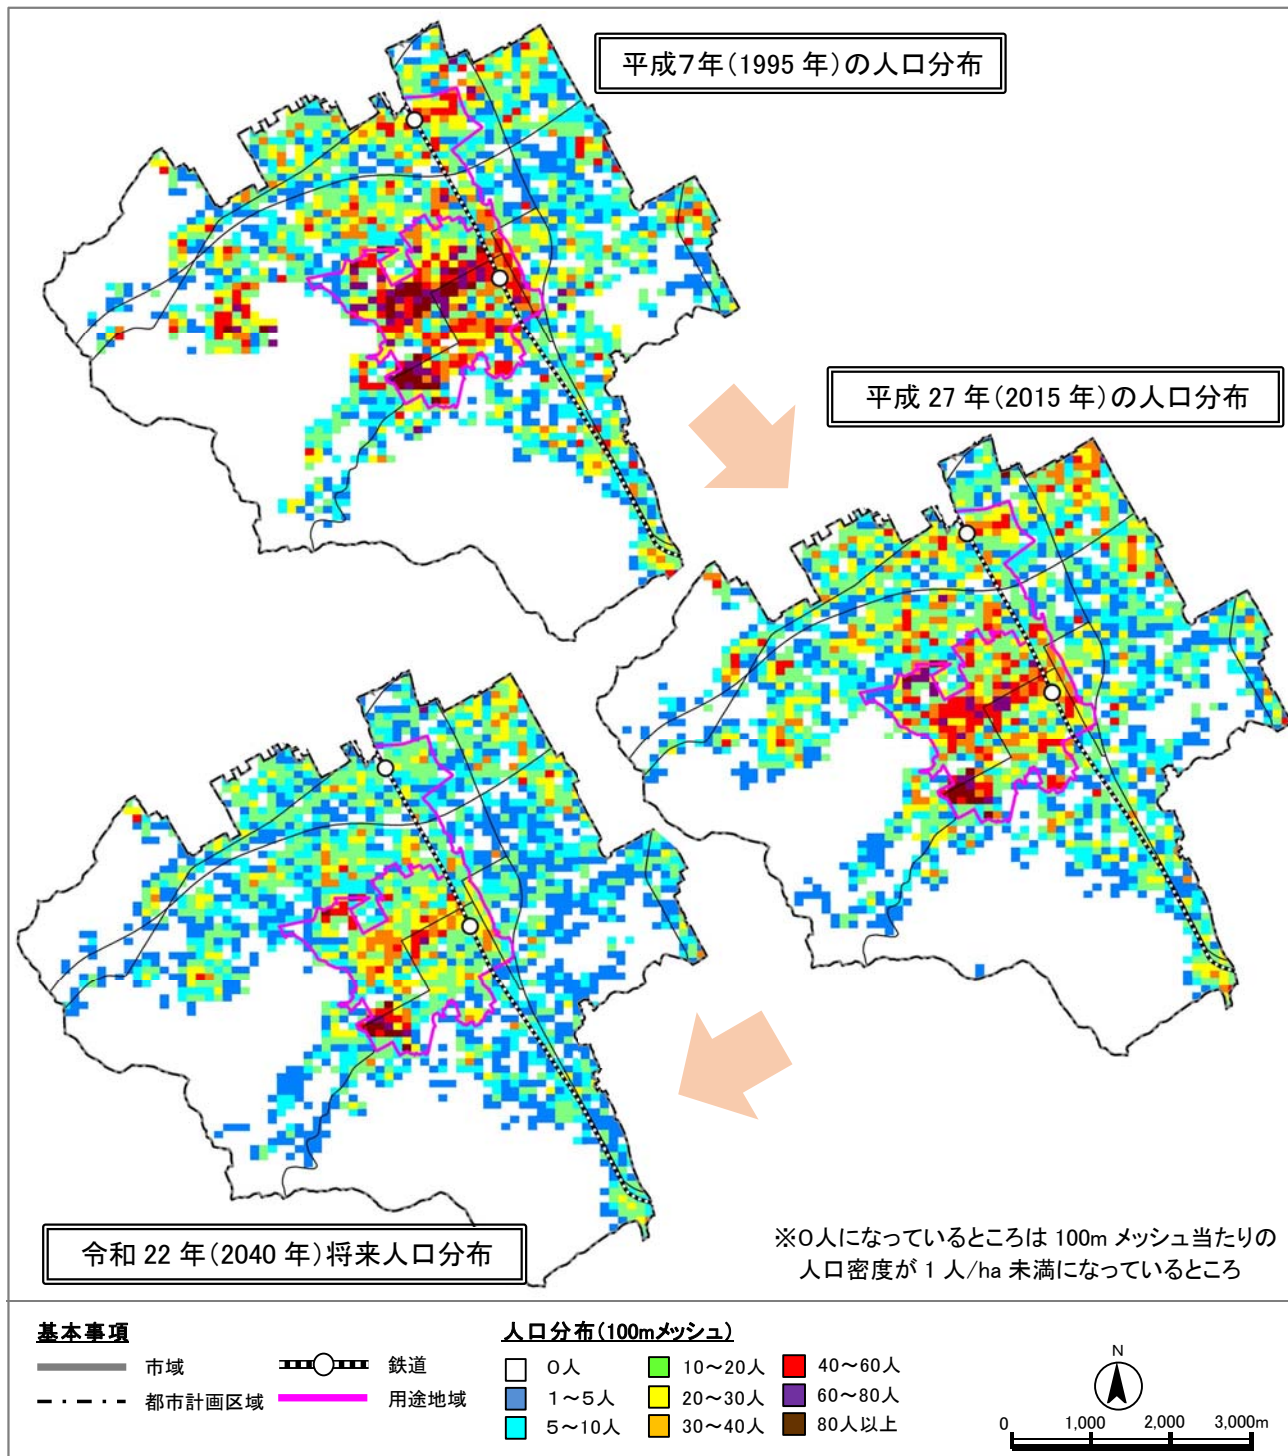 平成７年（1995 年）の人口分布
平成 27 年（2015 年）の人口分布
令和 22 年（2040 年）将来人口分布
※０人になっているところは 100m メッシュ当たりの
人口密度が 1 人/ha 未満になっているところ
基本事項
市域
鉄道
都市計画区域
用途地域
人口分布（100mメッシュ）
０人
10～20人
40～60人
１～５人
20～30人
60～80人
５～10人
30～40人
80人以上
N
0 1,000 2,000 3,000m